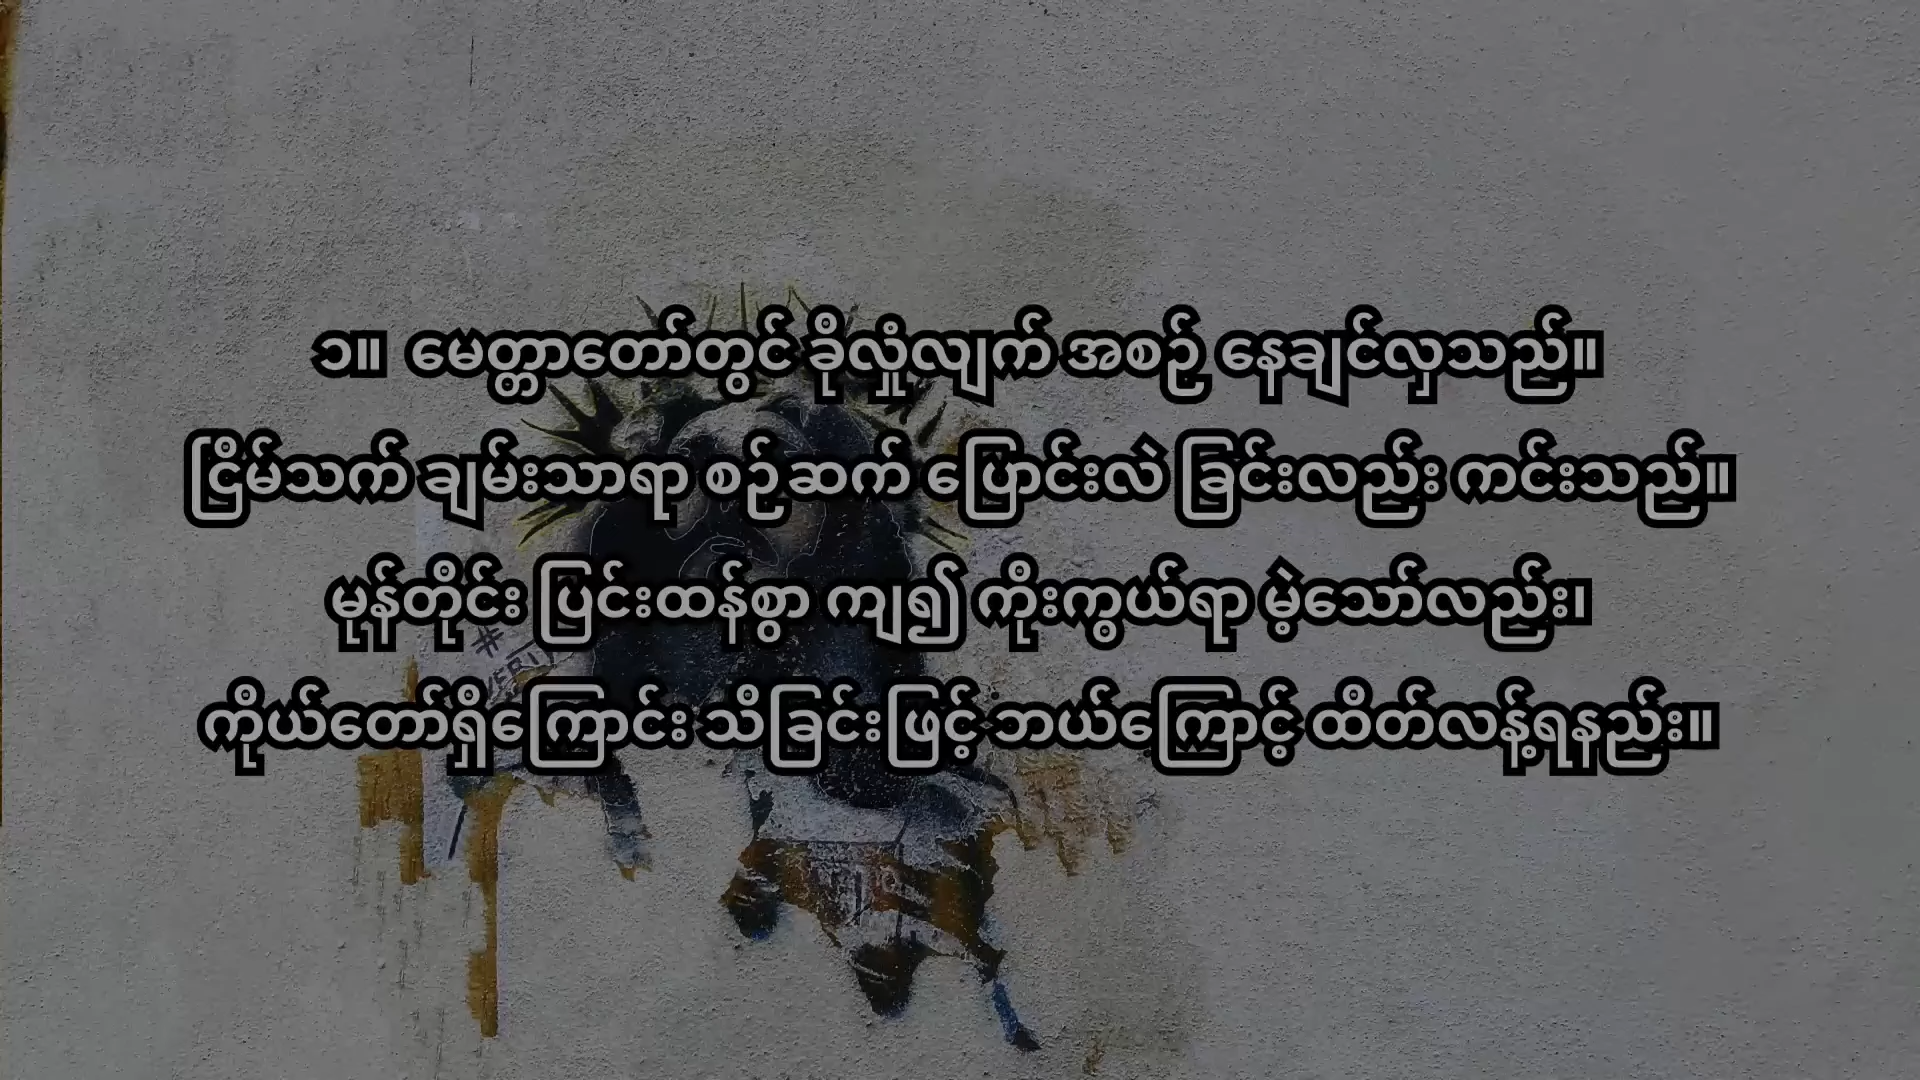 ၁။ မေတ္တာတော်တွင် ခိုလှုံလျက် အစဉ် နေချင်လှသည်။
ငြိမ်သက် ချမ်းသာရာ စဉ်ဆက် ပြောင်းလဲ ခြင်းလည်း ကင်းသည်။
မုန်တိုင်း ပြင်းထန်စွာ ကျ၍ ကိုးကွယ်ရာ မဲ့သော်လည်း၊
ကိုယ်တော်ရှိကြောင်း သိခြင်းဖြင့် ဘယ်ကြောင့် ထိတ်လန့်ရနည်း။